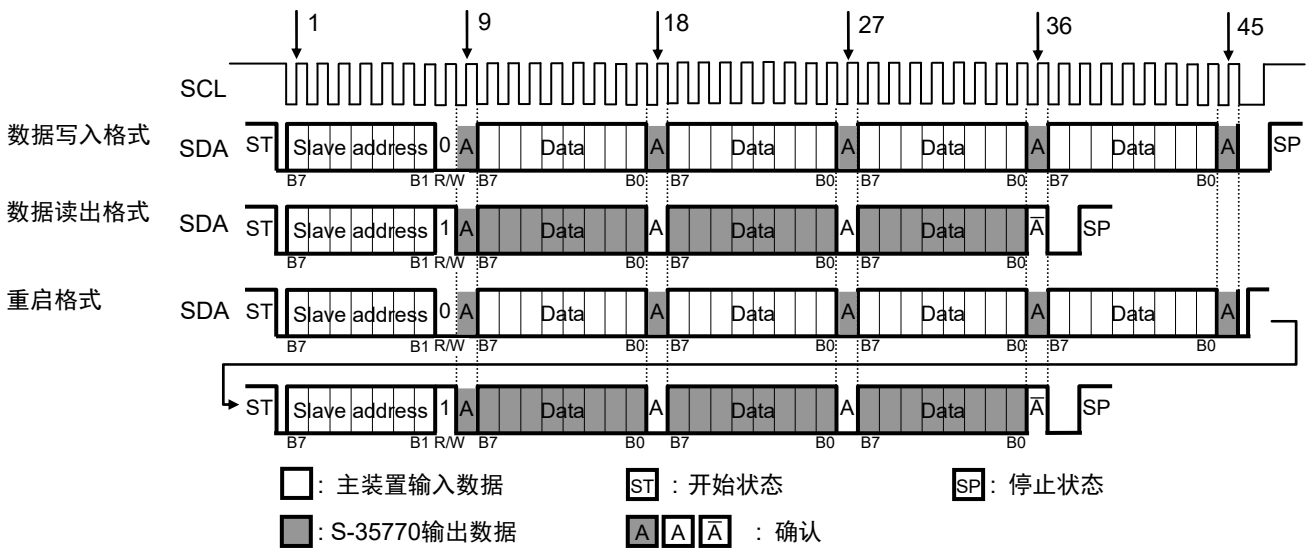 1 9 18 27 36 45
SCL
数据写入格式 SDA ST Slave address 0 A Data A Data A Data A Data A SP
B7 B1 R/W B7 B0 B7 B0 B7 B0 B7 B0
数据读出格式 SDA ST Slave address 1 A Data A Data A Data A̅ SP
B7 B1 R/W B7 B0 B7 B0 B7 B0
重启格式 SDA ST Slave address 0 A Data A Data A Data A Data A
B7 B1 R/W B7 B0 B7 B0 B7 B0 B7 B0
ST Slave address 1 A Data A Data A Data A̅ SP
B7 B1 R/W B7 B0 B7 B0 B7 B0
: 主装置输入数据 ST : 开始状态 SP : 停止状态
: S-35770输出数据 A A A̅ : 确认